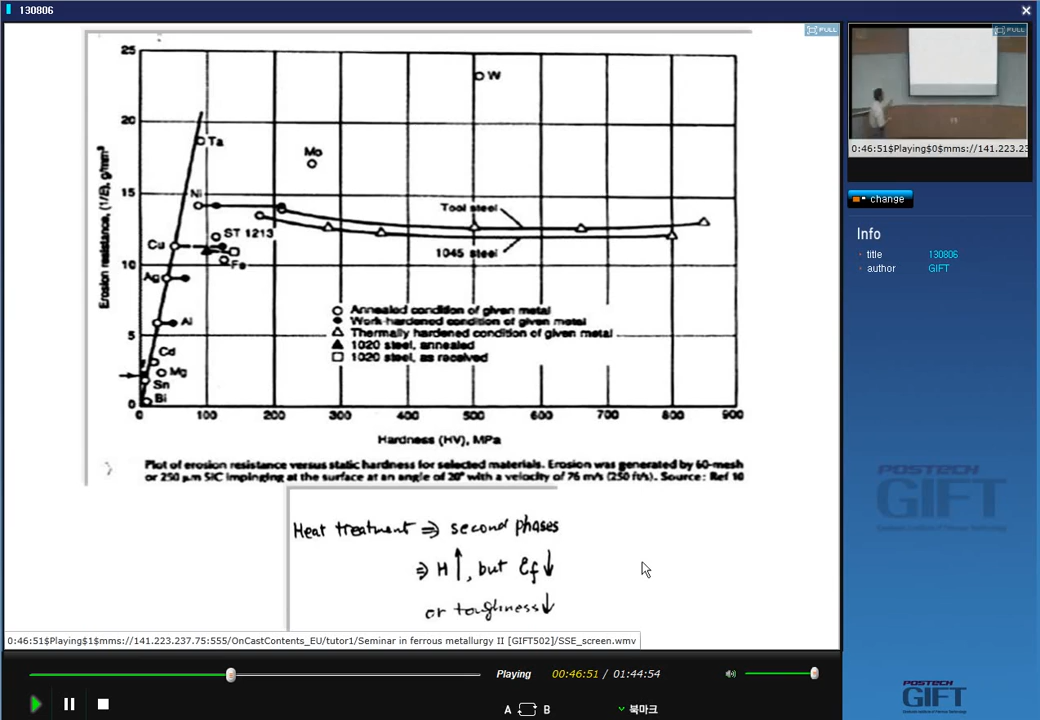 130806
FULL
25
20
15
10
5
0
Erosion resistance, (1/E), g/mm³
W
Ta
Mo
Ni
Tool steel
ST 1213
Cu
Fe
1045 steel
Ag
Al
Cd
Mg
Sn
Bi
Annealed condition of given metal
Work-hardened condition of given metal
Thermally hardened condition of given metal
1020 steel, annealed
1020 steel, as received
0 100 200 300 400 500 600 700 800 900
Hardness (HV), MPa
Plot of erosion resistance versus static hardness for selected materials. Erosion was generated by 60-mesh
or 250 μm SiC impinging at the surface at an angle of 20° with a velocity of 76 m/s (250 ft/s). Source: Ref 10
Heat treatment ⇒ second phases
⇒ H↑, but εf↓
or toughness↓
0:46:51$Playing$1$mms://141.223.237.75:555/OnCastContents_EU/tutor1/Seminar in ferrous metallurgy II [GIFT502]/SSE_screen.wmv
Playing 00:46:51 / 01:44:54
A B 북마크
FULL
0:46:51$Playing$0$mms://141.223.23
change
Info
title 130806
author GIFT
POSTECH
GIFT
POSTECH
GIFT